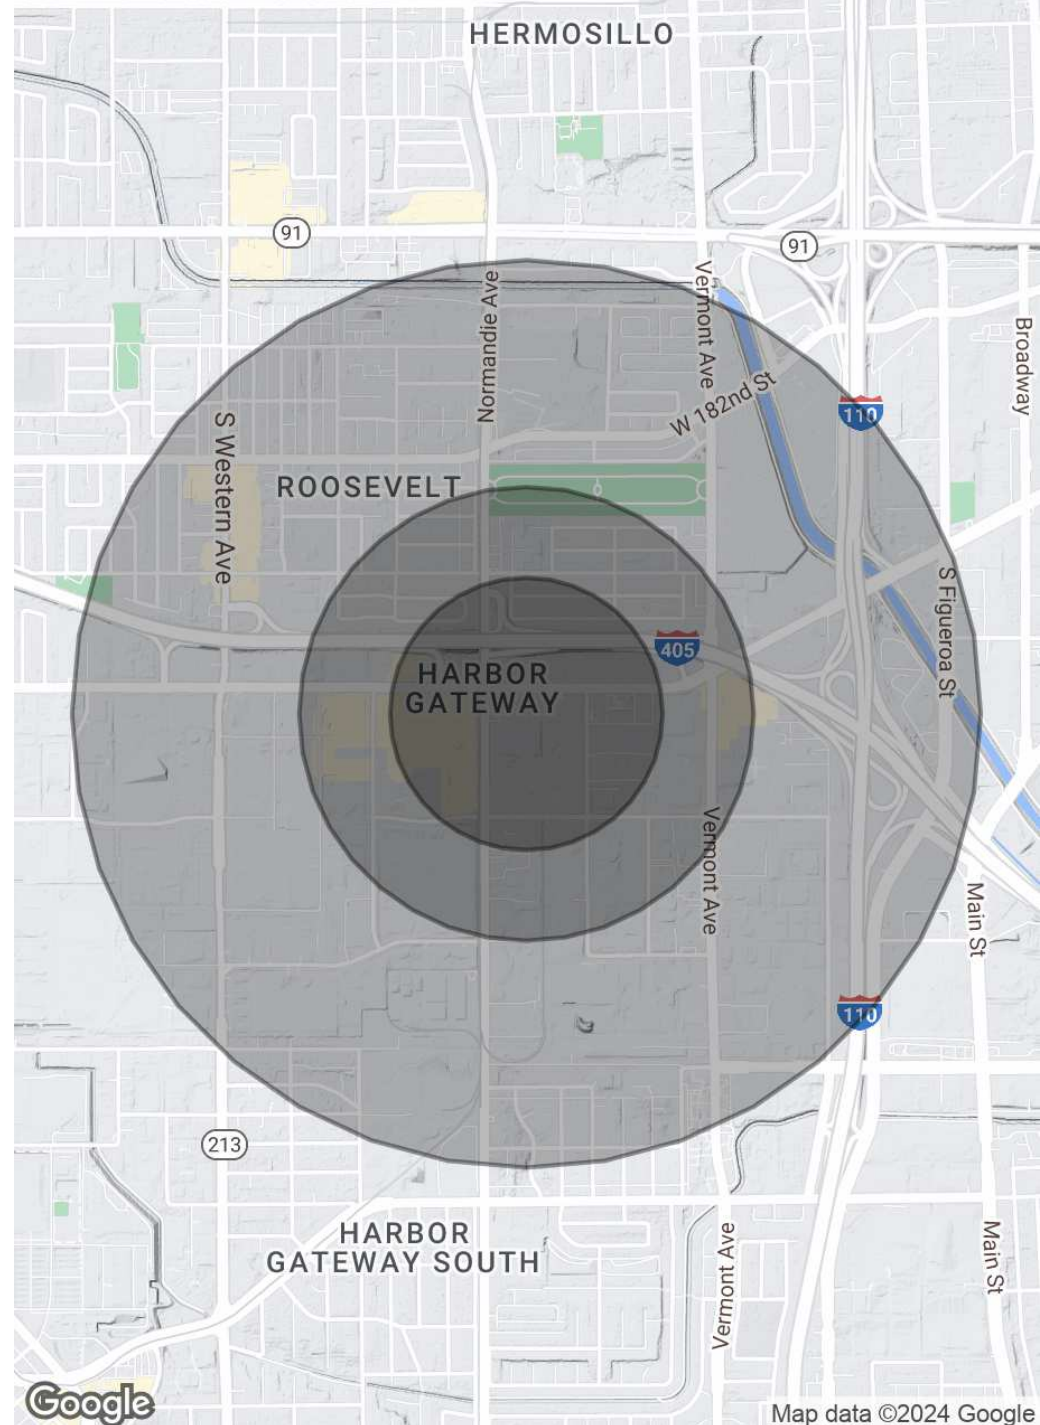 HERMOSILLO
91
91
Normandie Ave
Vermont Ave
Broadway
W 182nd St
110
S Western Ave
ROOSEVELT
S Figueroa St
405
HARBOR
GATEWAY
Vermont Ave
Main St
110
213
HARBOR
GATEWAY SOUTH
Vermont Ave
Main St
Google
Map data ©2024 Google